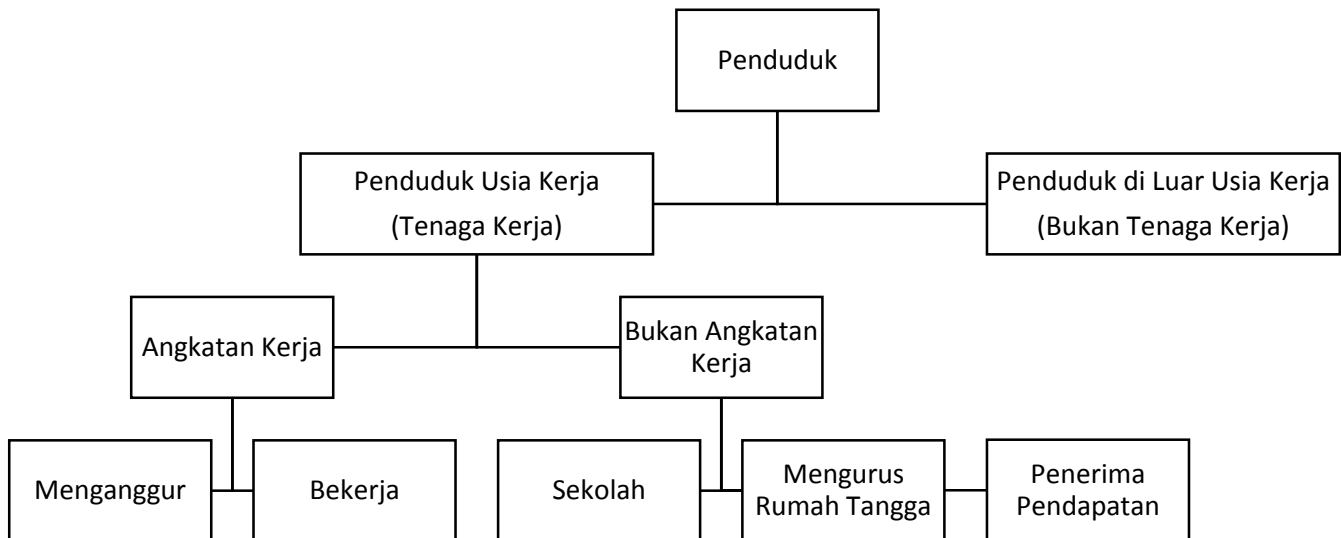 Penduduk
Penduduk Usia Kerja
(Tenaga Kerja)
Penduduk di Luar Usia Kerja
(Bukan Tenaga Kerja)
Angkatan Kerja
Bukan Angkatan
Kerja
Menganggur
Bekerja
Sekolah
Mengurus
Rumah Tangga
Penerima
Pendapatan